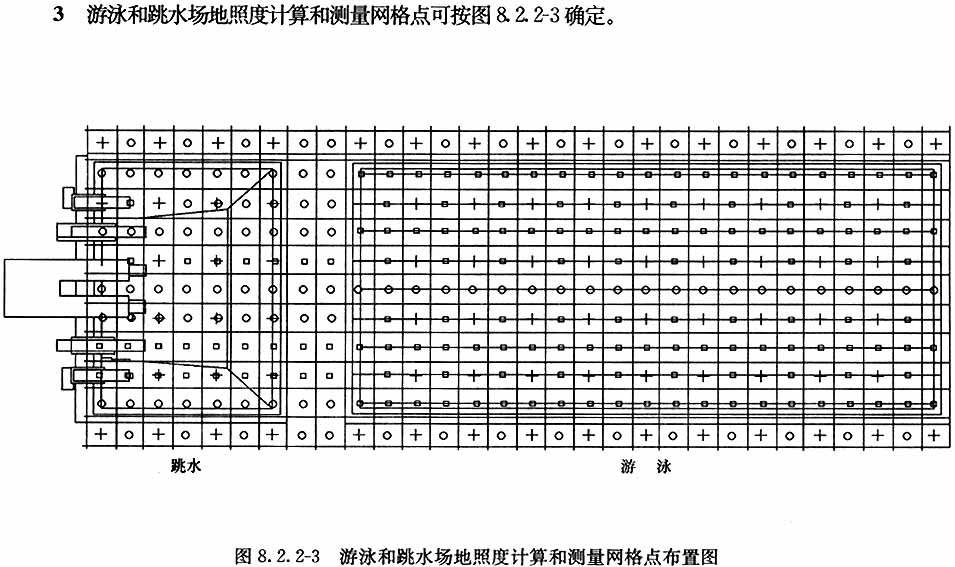 3 游泳和跳水场地照度计算和测量网格点可按图 8.2.2-3 确定。
跳水 游 泳
图 8.2.2-3 游泳和跳水场地照度计算和测量网格点布置图